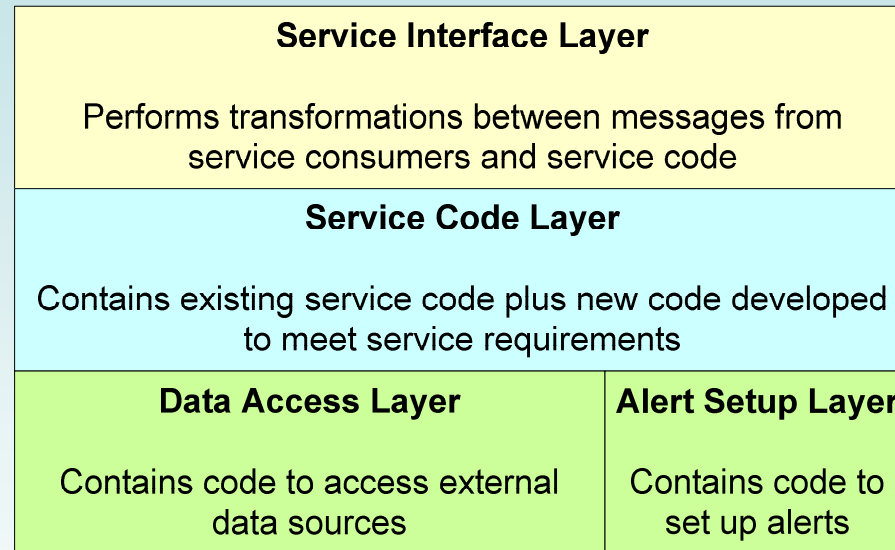 Service Interface Layer
Performs transformations between messages from
service consumers and service code
Service Code Layer
Contains existing service code plus new code developed
to meet service requirements
Data Access Layer
Contains code to access external
data sources
Alert Setup Layer
Contains code to
set up alerts